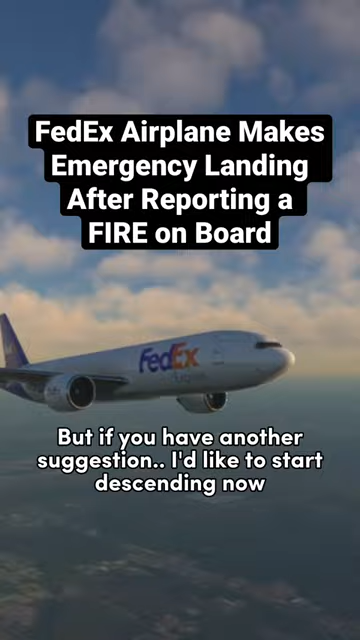 FedEx Airplane Makes
Emergency Landing
After Reporting a
FIRE on Board
FedEx
But if you have another
suggestion.. I'd like to start
descending now